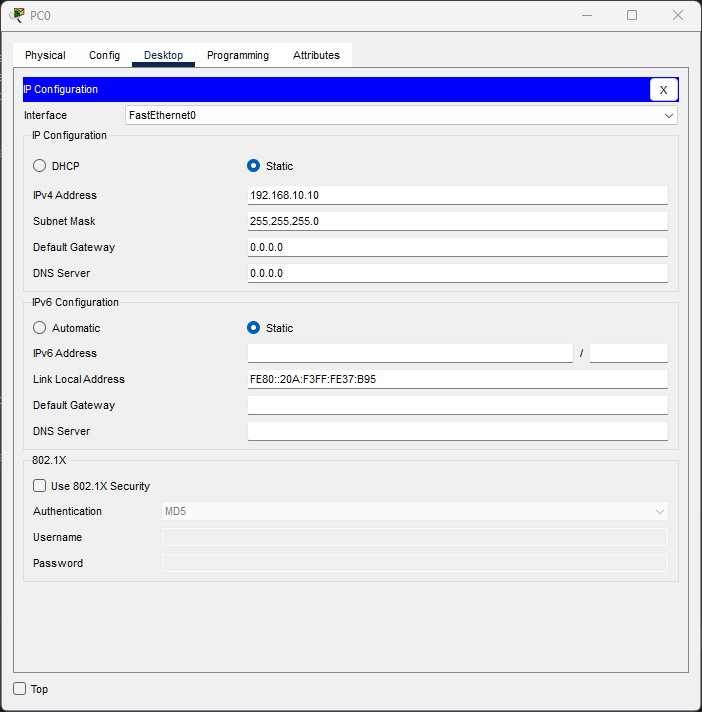 PC0
Physical Config Desktop Programming Attributes
IP Configuration X
Interface FastEthernet0
IP Configuration
DHCP Static
IPv4 Address 192.168.10.10
Subnet Mask 255.255.255.0
Default Gateway 0.0.0.0
DNS Server 0.0.0.0
IPv6 Configuration
Automatic Static
IPv6 Address /
Link Local Address FE80::20A:F3FF:FE37:B95
Default Gateway
DNS Server
802.1X
Use 802.1X Security
Authentication MD5
Username
Password
Top